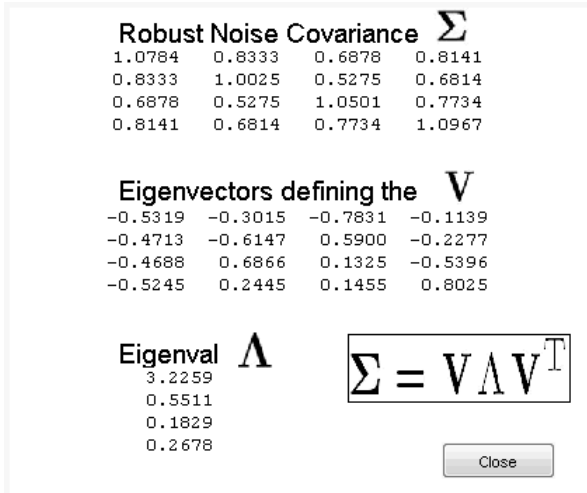 Robust Noise Covariance Σ
1.0784 0.8333 0.6878 0.8141
0.8333 1.0025 0.5275 0.6814
0.6878 0.5275 1.0501 0.7734
0.8141 0.6814 0.7734 1.0967
Eigenvectors defining the V
-0.5319 -0.3015 -0.7831 -0.1139
-0.4713 -0.6147 0.5900 -0.2277
-0.4688 0.6866 0.1325 -0.5396
-0.5245 0.2445 0.1455 0.8025
Eigenval Λ
3.2259
0.5511
0.1829
0.2678
Σ = VΛV^T
Close